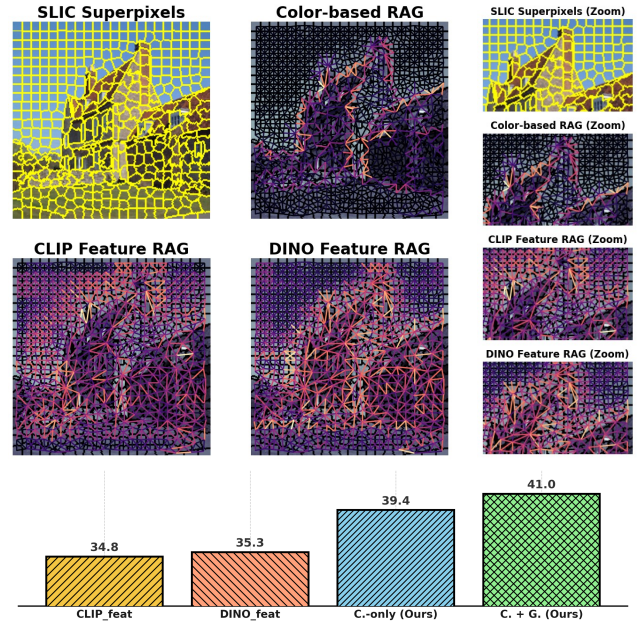 SLIC Superpixels
Color-based RAG
SLIC Superpixels (Zoom)
Color-based RAG (Zoom)
CLIP Feature RAG
DINO Feature RAG
CLIP Feature RAG (Zoom)
DINO Feature RAG (Zoom)
34.8
35.3
39.4
41.0
CLIP_feat
DINO_feat
C.-only (Ours)
C. + G. (Ours)